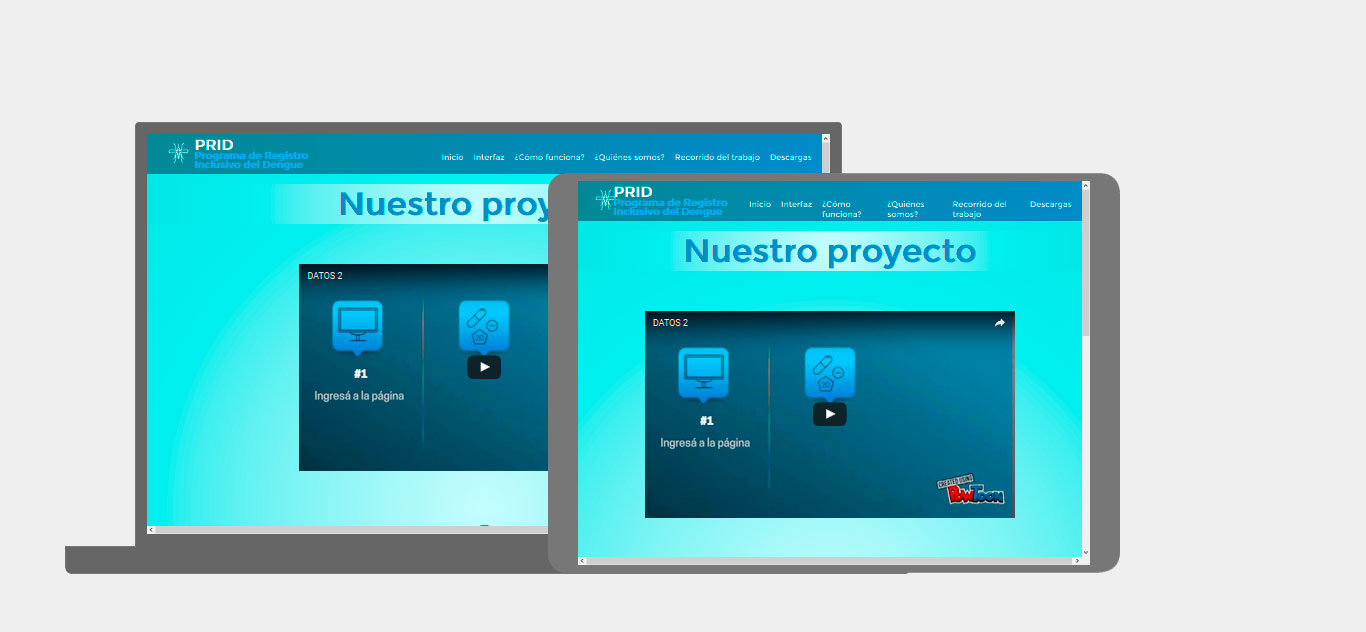 PRID
Programa de Registro
Inclusivo del Dengue
Inicio Interfaz ¿Cómo funciona? ¿Quiénes somos? Recorrido del trabajo Descargas
Nuestro proy
DATOS 2
20
#1
Ingresá a la página
PRID
Programa de Registro
Inclusivo del Dengue
Inicio Interfaz ¿Cómo funciona? ¿Quiénes somos? Recorrido del trabajo Descargas
Nuestro proyecto
DATOS 2
20
#1
Ingresá a la página
CREATED USING
POWTOON